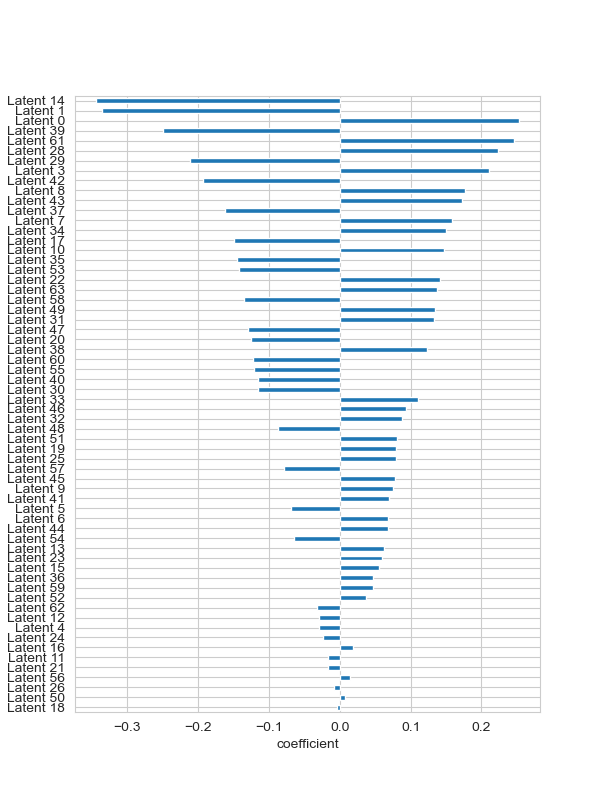 Latent 14
Latent 1
Latent 0
Latent 39
Latent 61
Latent 28
Latent 29
Latent 3
Latent 42
Latent 8
Latent 43
Latent 37
Latent 7
Latent 34
Latent 17
Latent 10
Latent 35
Latent 53
Latent 22
Latent 63
Latent 58
Latent 49
Latent 31
Latent 47
Latent 20
Latent 38
Latent 60
Latent 55
Latent 40
Latent 30
Latent 33
Latent 46
Latent 32
Latent 48
Latent 51
Latent 19
Latent 25
Latent 57
Latent 45
Latent 9
Latent 41
Latent 5
Latent 6
Latent 44
Latent 54
Latent 13
Latent 23
Latent 15
Latent 36
Latent 59
Latent 52
Latent 62
Latent 12
Latent 4
Latent 24
Latent 16
Latent 11
Latent 21
Latent 56
Latent 26
Latent 50
Latent 18
−0.3 −0.2 −0.1 0.0 0.1 0.2
coefficient